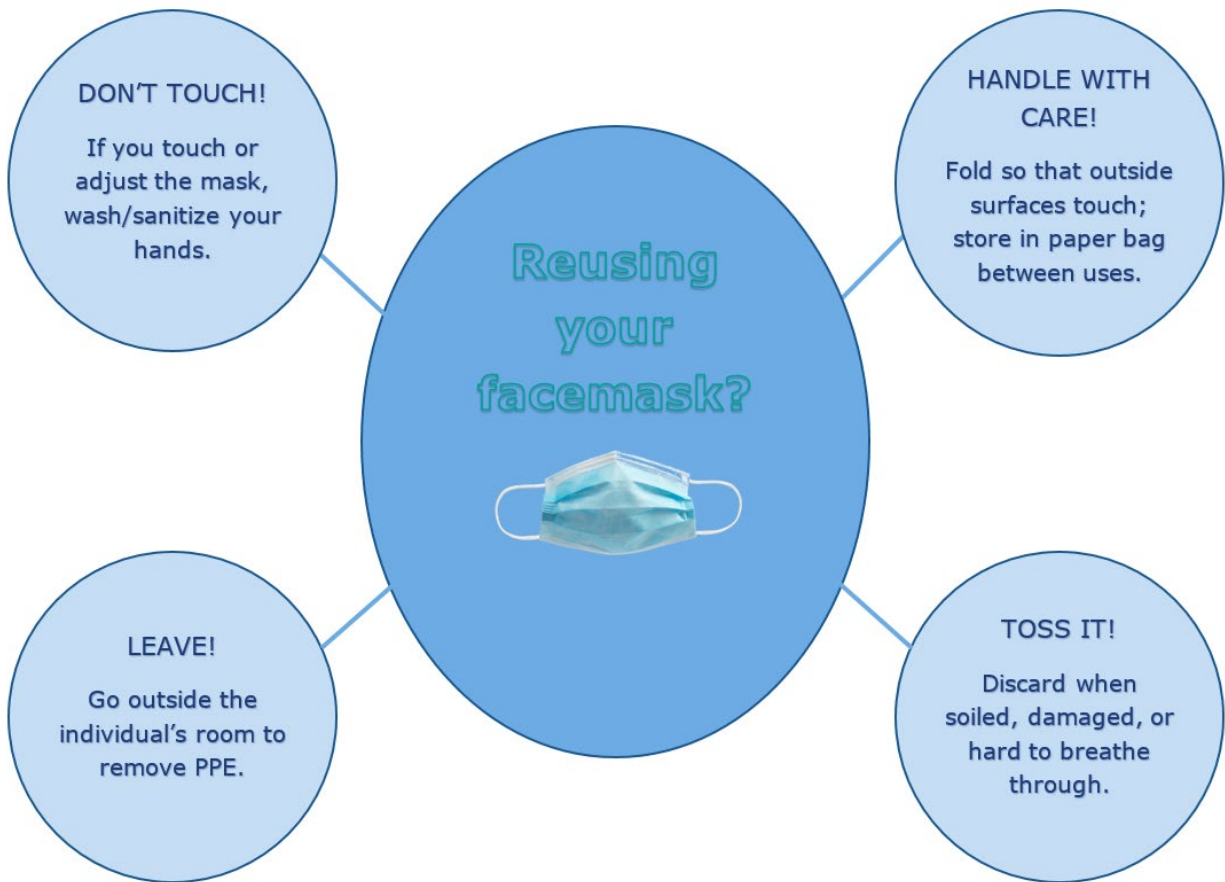 DON’T TOUCH!
If you touch or
adjust the mask,
wash/sanitize your
hands.
HANDLE WITH
CARE!
Fold so that outside
surfaces touch;
store in paper bag
between uses.
Reusing
your
facemask?
LEAVE!
Go outside the
individual’s room to
remove PPE.
TOSS IT!
Discard when
soiled, damaged, or
hard to breathe
through.